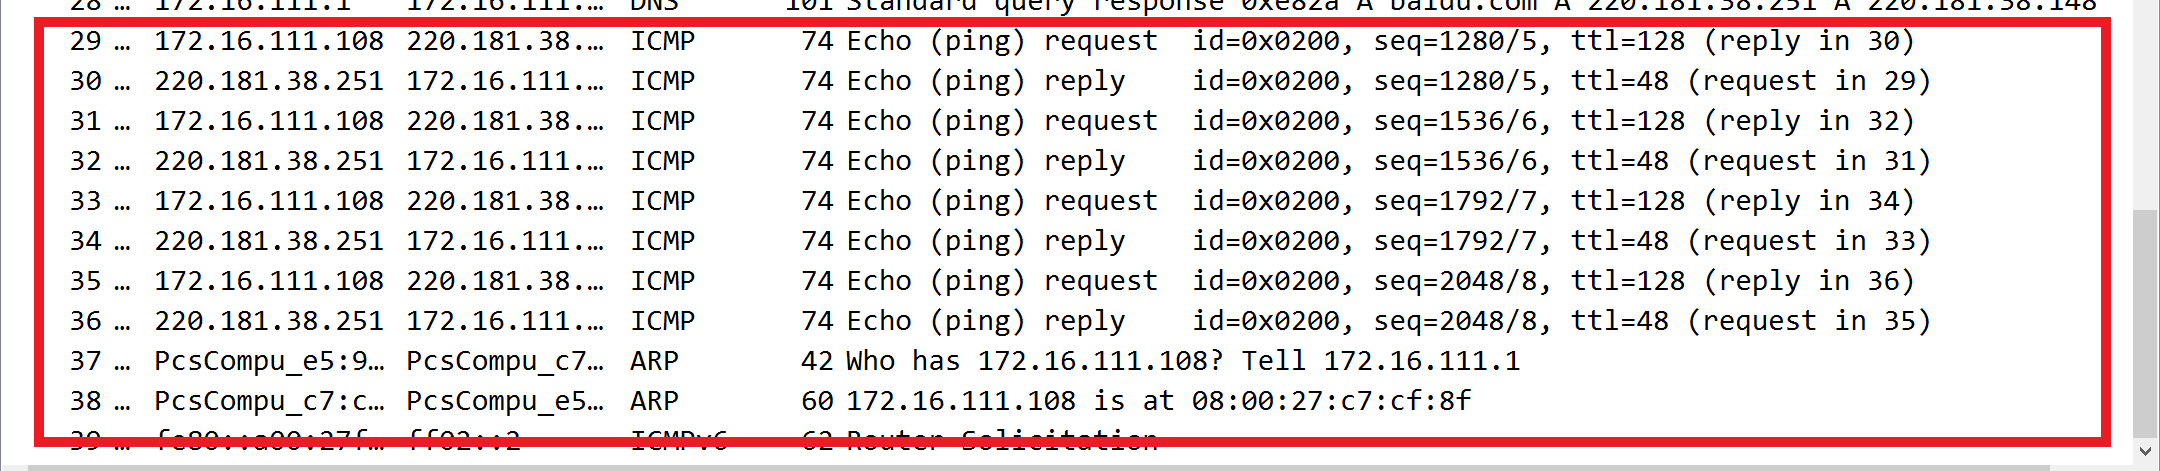 28 … 172.16.111.1 172.16.111.… DNS 101 Standard query response 0xe82a A baidu.com A 220.181.38.251 A 220.181.38.148
29 … 172.16.111.108 220.181.38.… ICMP 74 Echo (ping) request id=0x0200, seq=1280/5, ttl=128 (reply in 30)
30 … 220.181.38.251 172.16.111.… ICMP 74 Echo (ping) reply id=0x0200, seq=1280/5, ttl=48 (request in 29)
31 … 172.16.111.108 220.181.38.… ICMP 74 Echo (ping) request id=0x0200, seq=1536/6, ttl=128 (reply in 32)
32 … 220.181.38.251 172.16.111.… ICMP 74 Echo (ping) reply id=0x0200, seq=1536/6, ttl=48 (request in 31)
33 … 172.16.111.108 220.181.38.… ICMP 74 Echo (ping) request id=0x0200, seq=1792/7, ttl=128 (reply in 34)
34 … 220.181.38.251 172.16.111.… ICMP 74 Echo (ping) reply id=0x0200, seq=1792/7, ttl=48 (request in 33)
35 … 172.16.111.108 220.181.38.… ICMP 74 Echo (ping) request id=0x0200, seq=2048/8, ttl=128 (reply in 36)
36 … 220.181.38.251 172.16.111.… ICMP 74 Echo (ping) reply id=0x0200, seq=2048/8, ttl=48 (request in 35)
37 … PcsCompu_e5:9… PcsCompu_c7… ARP 42 Who has 172.16.111.108? Tell 172.16.111.1
38 … PcsCompu_c7:c… PcsCompu_e5… ARP 60 172.16.111.108 is at 08:00:27:c7:cf:8f
39 … fe80::a00:27f… ff02::2 ICMPv6 62 Router Solicitation